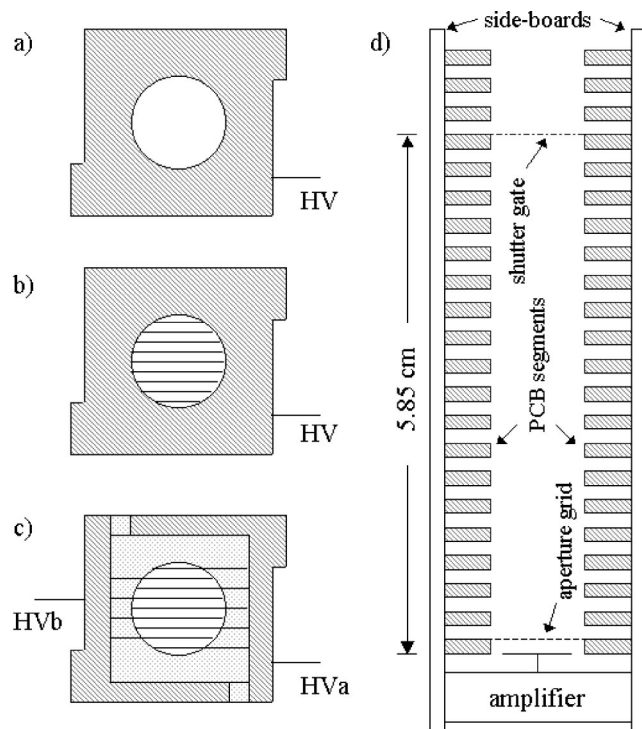 a)
HV
b)
HV
c)
HVb
HVa
side-boards
d)
shutter gate
5.85 cm
PCB segments
aperture grid
amplifier